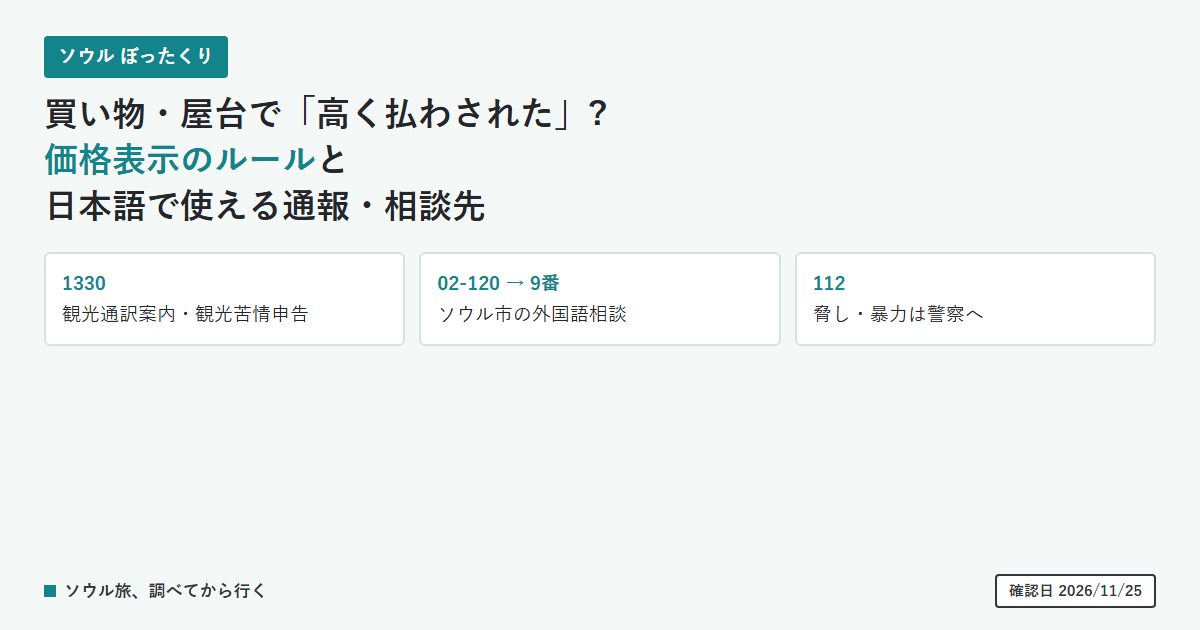 ソウル ぼったくり
買い物・屋台で「高く払わされた」?
価格表示のルールと
日本語で使える通報・相談先
1330
観光通訳案内・観光苦情申告
02-120 → 9番
ソウル市の外国語相談
112
脅し・暴力は警察へ
ソウル旅、調べてから行く
確認日 2026/11/25